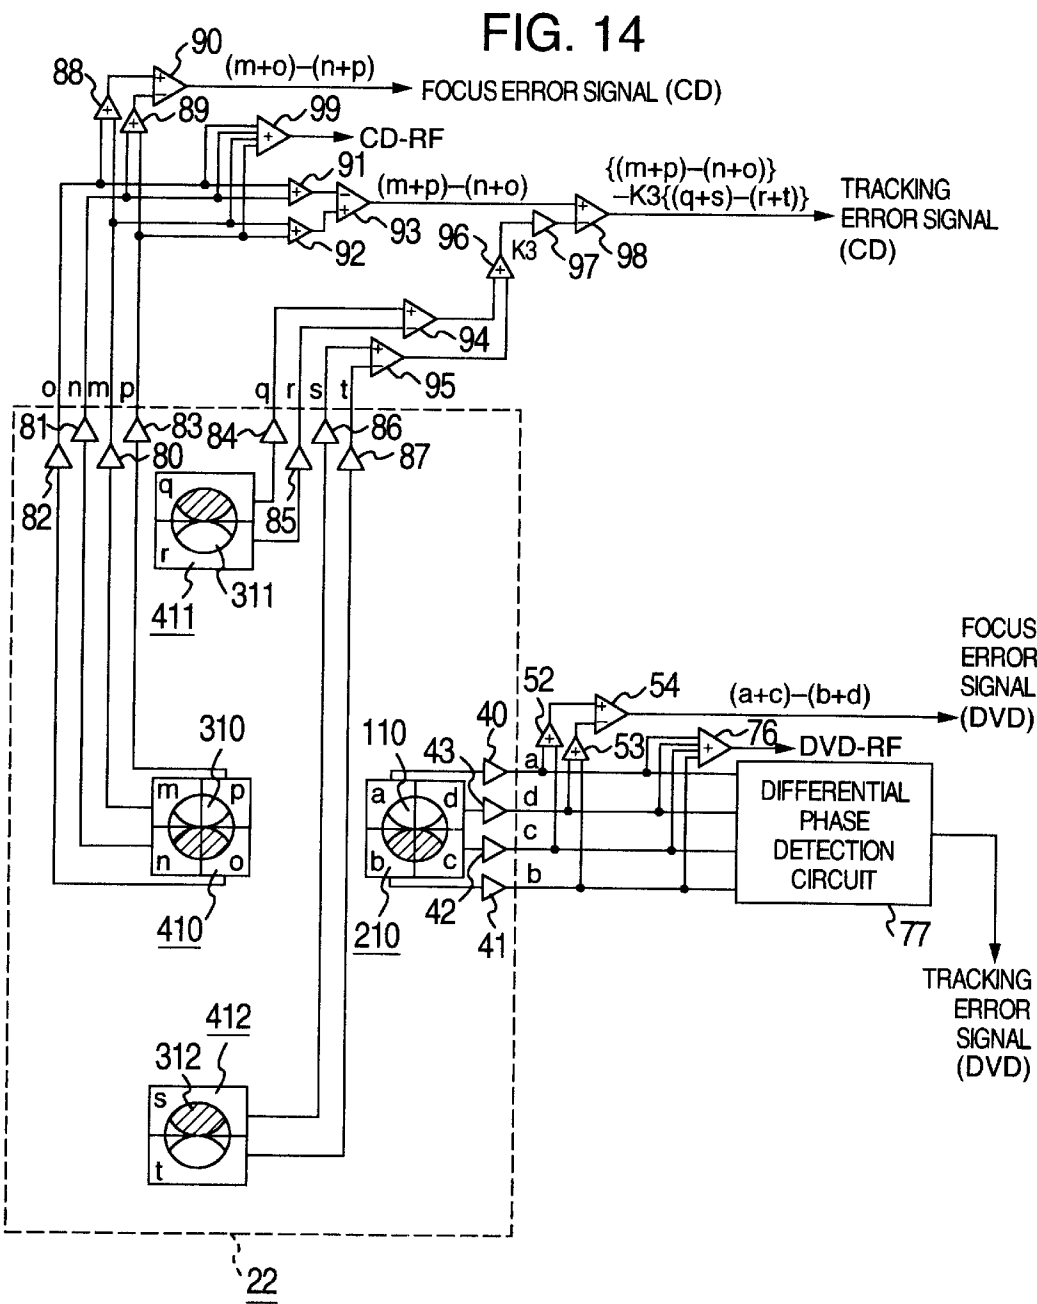 FIG. 14
90
(m+o)−(n+p)
88
89
FOCUS ERROR SIGNAL (CD)
99
CD-RF
91
{(m+p)−(n+o)}
−K3{(q+s)−(r+t)}
(m+p)−(n+o)
TRACKING
ERROR SIGNAL
(CD)
92
93
96
K3
97
98
94
95
o n m p
q r s t
81
83
84
86
82
80
85
87
q
r
311
411
FOCUS
ERROR
SIGNAL
(DVD)
52
54
(a+c)−(b+d)
310
110
43
40
53
76
DVD-RF
a
m
p
n
o
a
d
b
c
d
c
b
DIFFERENTIAL
PHASE
DETECTION
CIRCUIT
410
210
42
41
77
TRACKING
ERROR
SIGNAL
(DVD)
412
312
s
t
22